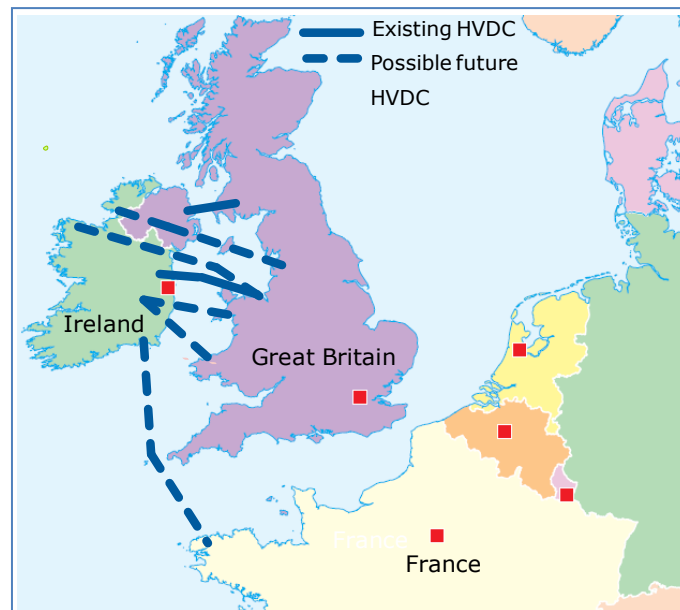 Existing HVDC
Possible future
HVDC
Ireland
Great Britain
France
France